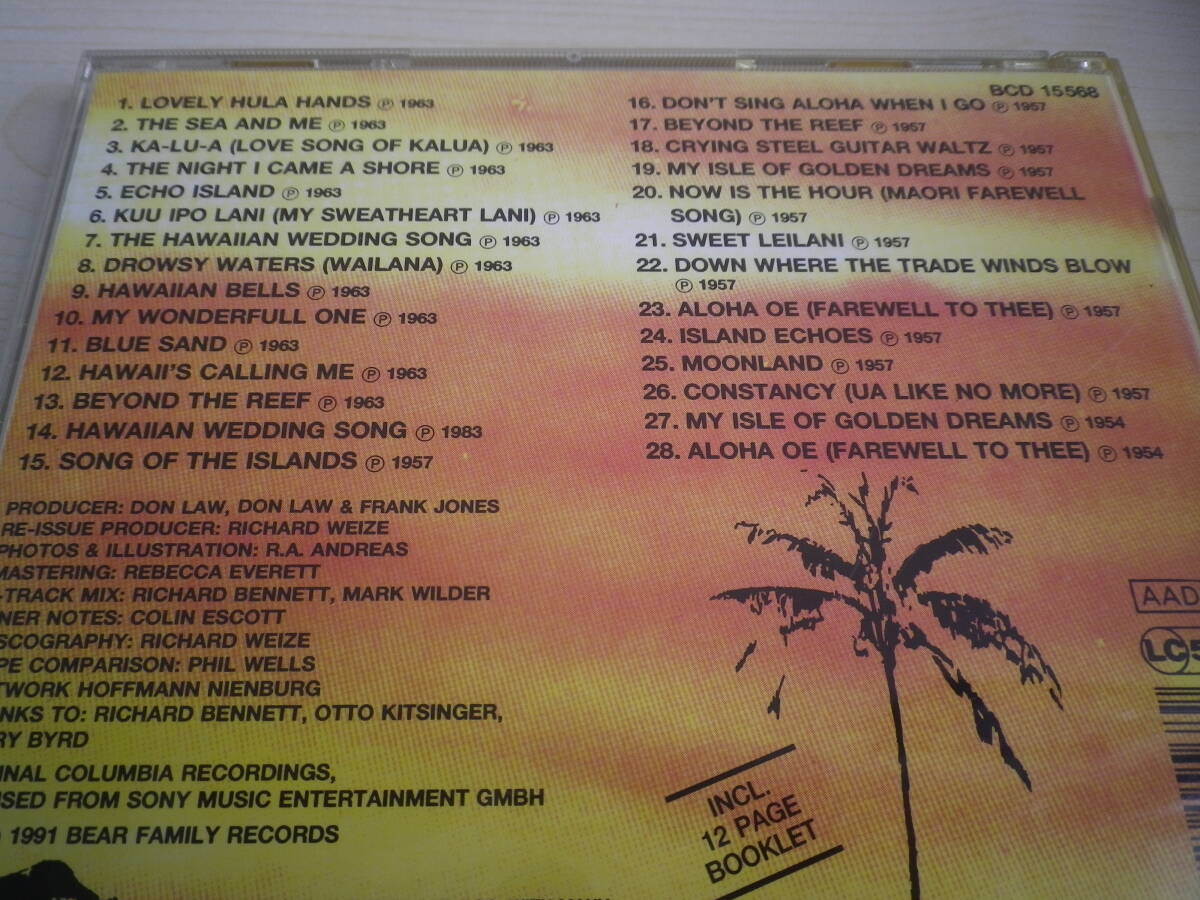 BCD 15568
1. LOVELY HULA HANDS ℗ 1963
2. THE SEA AND ME ℗ 1963
3. KA-LU-A (LOVE SONG OF KALUA) ℗ 1963
4. THE NIGHT I CAME A SHORE ℗ 1963
5. ECHO ISLAND ℗ 1963
6. KUU IPO LANI (MY SWEATHEART LANI) ℗ 1963
7. THE HAWAIIAN WEDDING SONG ℗ 1963
8. DROWSY WATERS (WAILANA) ℗ 1963
9. HAWAIIAN BELLS ℗ 1963
10. MY WONDERFULL ONE ℗ 1963
11. BLUE SAND ℗ 1963
12. HAWAII'S CALLING ME ℗ 1963
13. BEYOND THE REEF ℗ 1963
14. HAWAIIAN WEDDING SONG ℗ 1983
15. SONG OF THE ISLANDS ℗ 1957
16. DON'T SING ALOHA WHEN I GO ℗ 1957
17. BEYOND THE REEF ℗ 1957
18. CRYING STEEL GUITAR WALTZ ℗ 1957
19. MY ISLE OF GOLDEN DREAMS ℗ 1957
20. NOW IS THE HOUR (MAORI FAREWELL
SONG) ℗ 1957
21. SWEET LEILANI ℗ 1957
22. DOWN WHERE THE TRADE WINDS BLOW
℗ 1957
23. ALOHA OE (FAREWELL TO THEE) ℗ 1957
24. ISLAND ECHOES ℗ 1957
25. MOONLAND ℗ 1957
26. CONSTANCY (UA LIKE NO MORE) ℗ 1957
27. MY ISLE OF GOLDEN DREAMS ℗ 1954
28. ALOHA OE (FAREWELL TO THEE) ℗ 1954
PRODUCER: DON LAW, DON LAW & FRANK JONES
RE-ISSUE PRODUCER: RICHARD WEIZE
PHOTOS & ILLUSTRATION: R.A. ANDREAS
MASTERING: REBECCA EVERETT
-TRACK MIX: RICHARD BENNETT, MARK WILDER
NER NOTES: COLIN ESCOTT
SCOGRAPHY: RICHARD WEIZE
PE COMPARISON: PHIL WELLS
TWORK HOFFMANN NIENBURG
NKS TO: RICHARD BENNETT, OTTO KITSINGER,
RY BYRD
INAL COLUMBIA RECORDINGS,
SED FROM SONY MUSIC ENTERTAINMENT GMBH
1991 BEAR FAMILY RECORDS
INCL.
12 PAGE
BOOKLET
AAD
LC 5